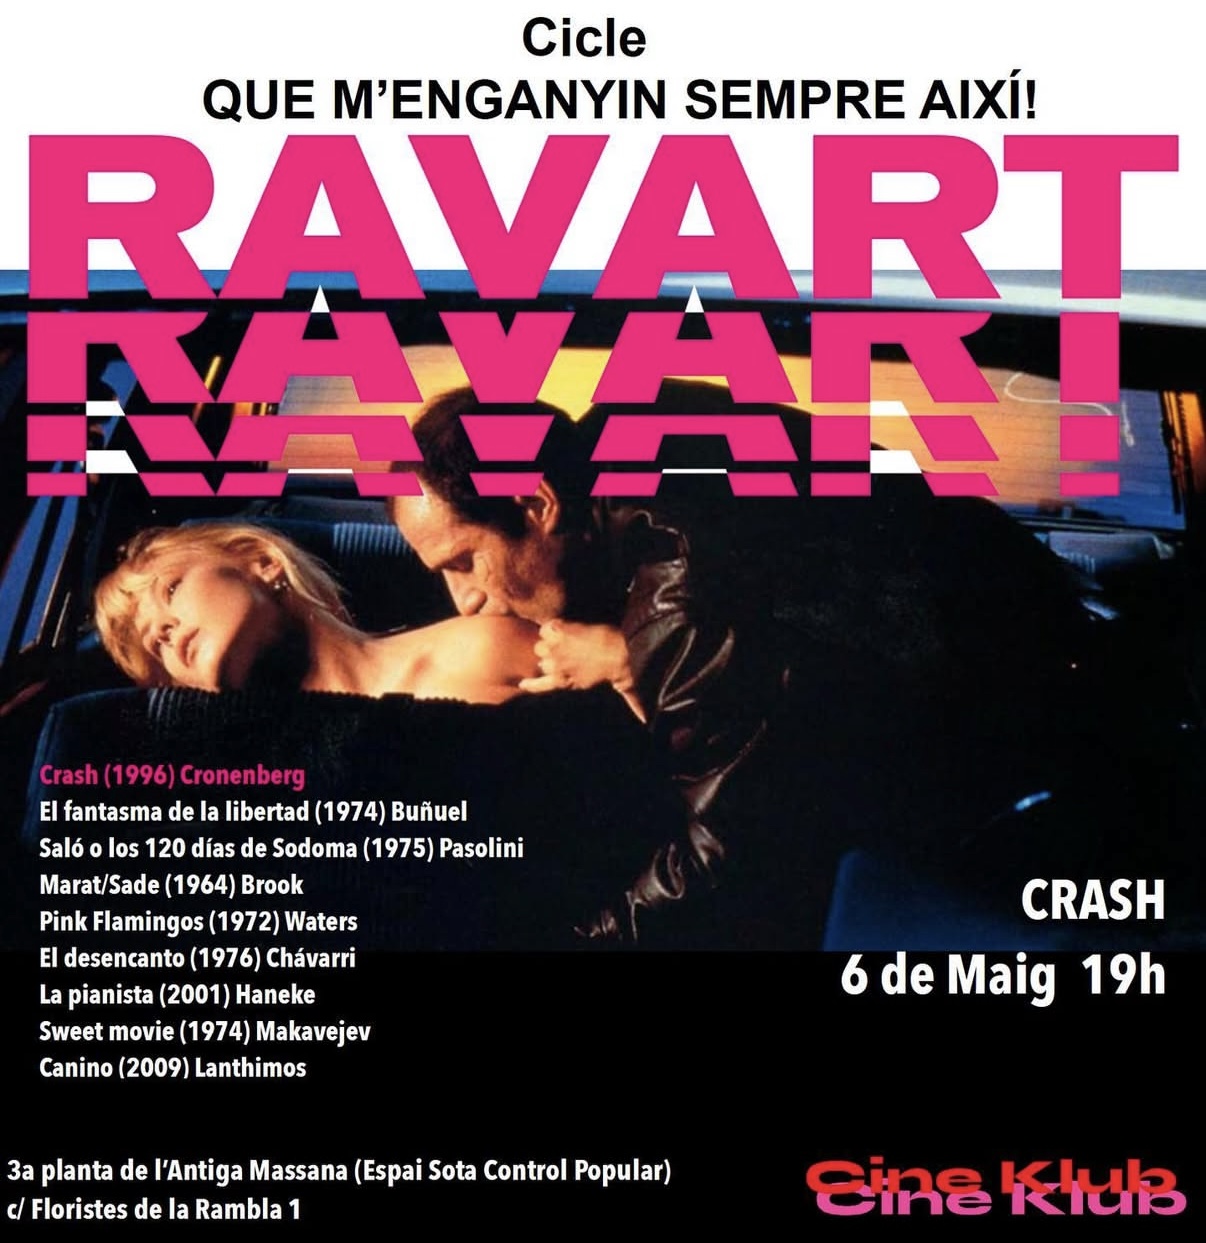 Cicle
QUE M'ENGANYIN SEMPRE AIXÍ!
RAVART
RAVART
RAVART
Crash (1996) Cronenberg
El fantasma de la libertad (1974) Buñuel
Saló o los 120 días de Sodoma (1975) Pasolini
Marat/Sade (1964) Brook
Pink Flamingos (1972) Waters
El desencanto (1976) Chávarri
La pianista (2001) Haneke
Sweet movie (1974) Makavejev
Canino (2009) Lanthimos
CRASH
6 de Maig 19h
3a planta de l'Antiga Massana (Espai Sota Control Popular)
c/ Floristes de la Rambla 1
Cine Klub
Cine Klub